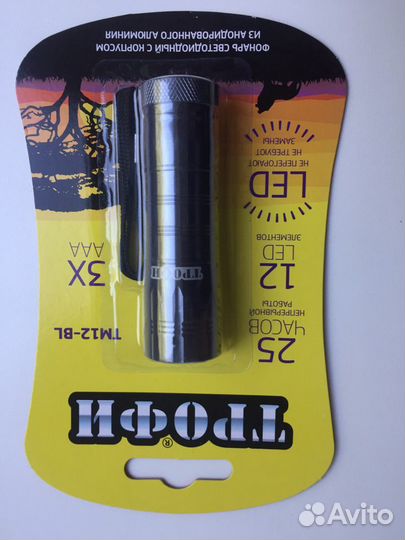 ТРОФИ®
25
ЧАСОВ
НЕПРЕРЫВНОЙ
РАБОТЫ
12
LED
ЭЛЕМЕНТОВ
TM12-BL
3X
AAA
ТРОФИ
LED
НЕ ПЕРЕГОРАЮТ
НЕ ТРЕБУЮТ
ЗАМЕНЫ
ФОНАРЬ СВЕТОДИОДНЫЙ С КОРПУСОМ
ИЗ АНОДИРОВАННОГО АЛЮМИНИЯ
Avito